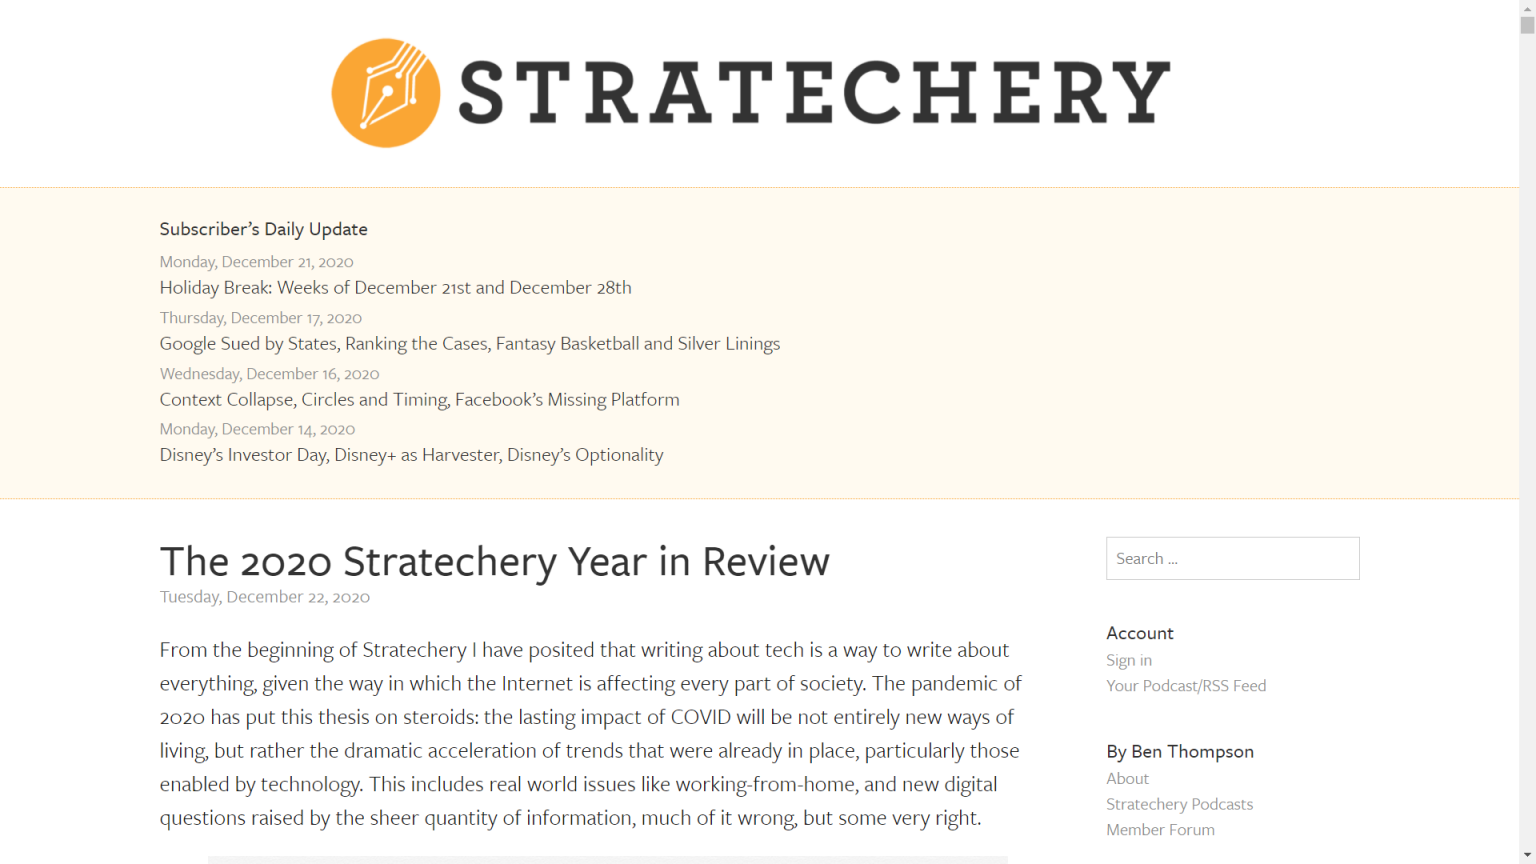 STRATECHERY
Subscriber’s Daily Update
Monday, December 21, 2020
Holiday Break: Weeks of December 21st and December 28th
Thursday, December 17, 2020
Google Sued by States, Ranking the Cases, Fantasy Basketball and Silver Linings
Wednesday, December 16, 2020
Context Collapse, Circles and Timing, Facebook’s Missing Platform
Monday, December 14, 2020
Disney’s Investor Day, Disney+ as Harvester, Disney’s Optionality
The 2020 Stratechery Year in Review
Tuesday, December 22, 2020
From the beginning of Stratechery I have posited that writing about tech is a way to write about
everything, given the way in which the Internet is affecting every part of society. The pandemic of
2020 has put this thesis on steroids: the lasting impact of COVID will be not entirely new ways of
living, but rather the dramatic acceleration of trends that were already in place, particularly those
enabled by technology. This includes real world issues like working-from-home, and new digital
questions raised by the sheer quantity of information, much of it wrong, but some very right.
Search ...
Account
Sign in
Your Podcast/RSS Feed
By Ben Thompson
About
Stratechery Podcasts
Member Forum